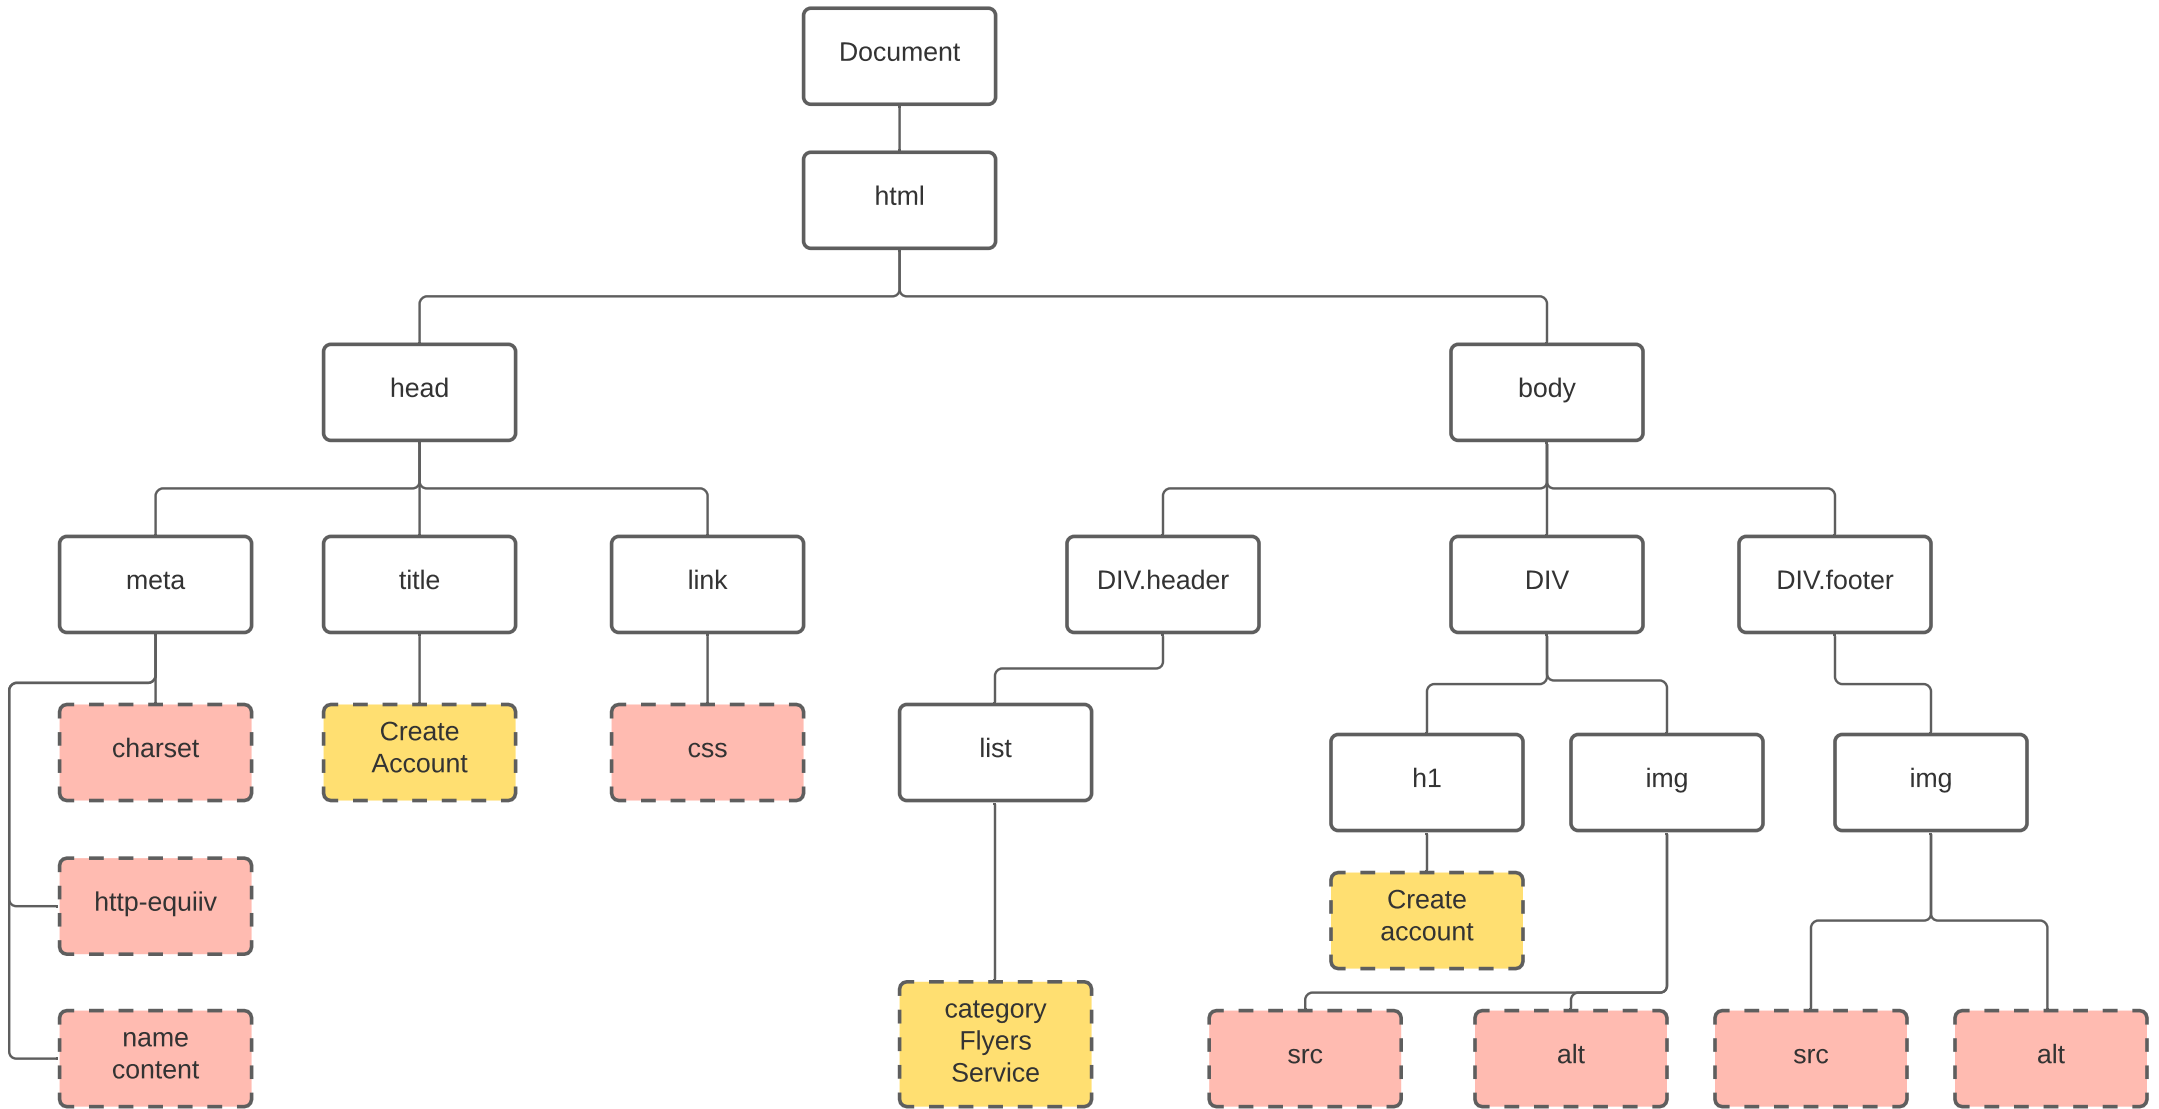 Document
html
head
body
meta
title
link
DIV.header
DIV
DIV.footer
charset
Create
Account
css
list
h1
img
img
http-equiiv
Create
account
name
content
category
Flyers
Service
src
alt
src
alt